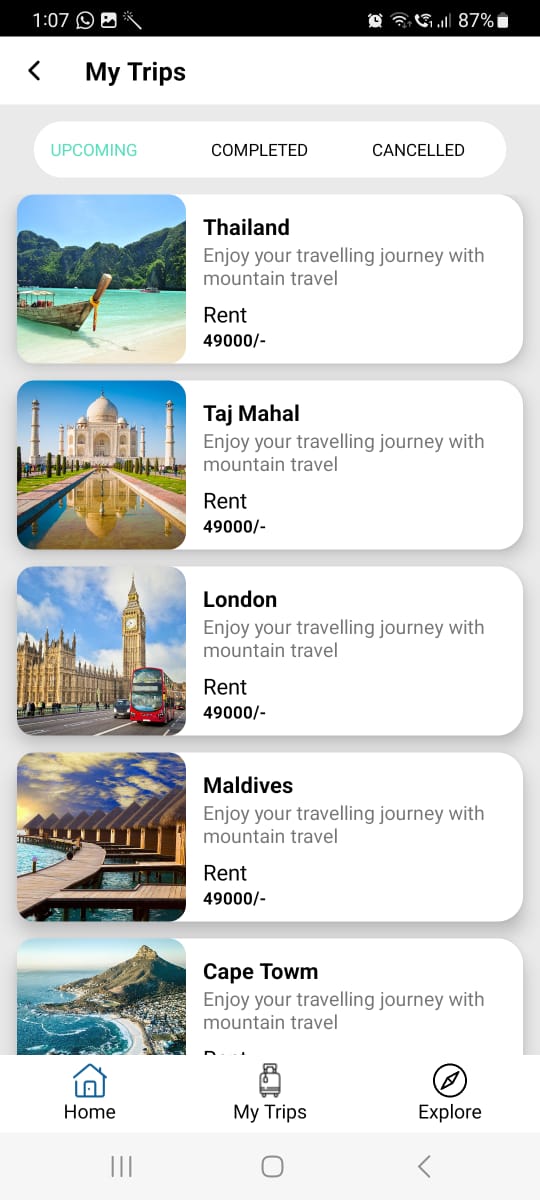 1:07 87%
My Trips
UPCOMING COMPLETED CANCELLED
Thailand
Enjoy your travelling journey with
mountain travel
Rent
49000/-
Taj Mahal
Enjoy your travelling journey with
mountain travel
Rent
49000/-
London
Enjoy your travelling journey with
mountain travel
Rent
49000/-
Maldives
Enjoy your travelling journey with
mountain travel
Rent
49000/-
Cape Towm
Enjoy your travelling journey with
mountain travel
Home My Trips Explore